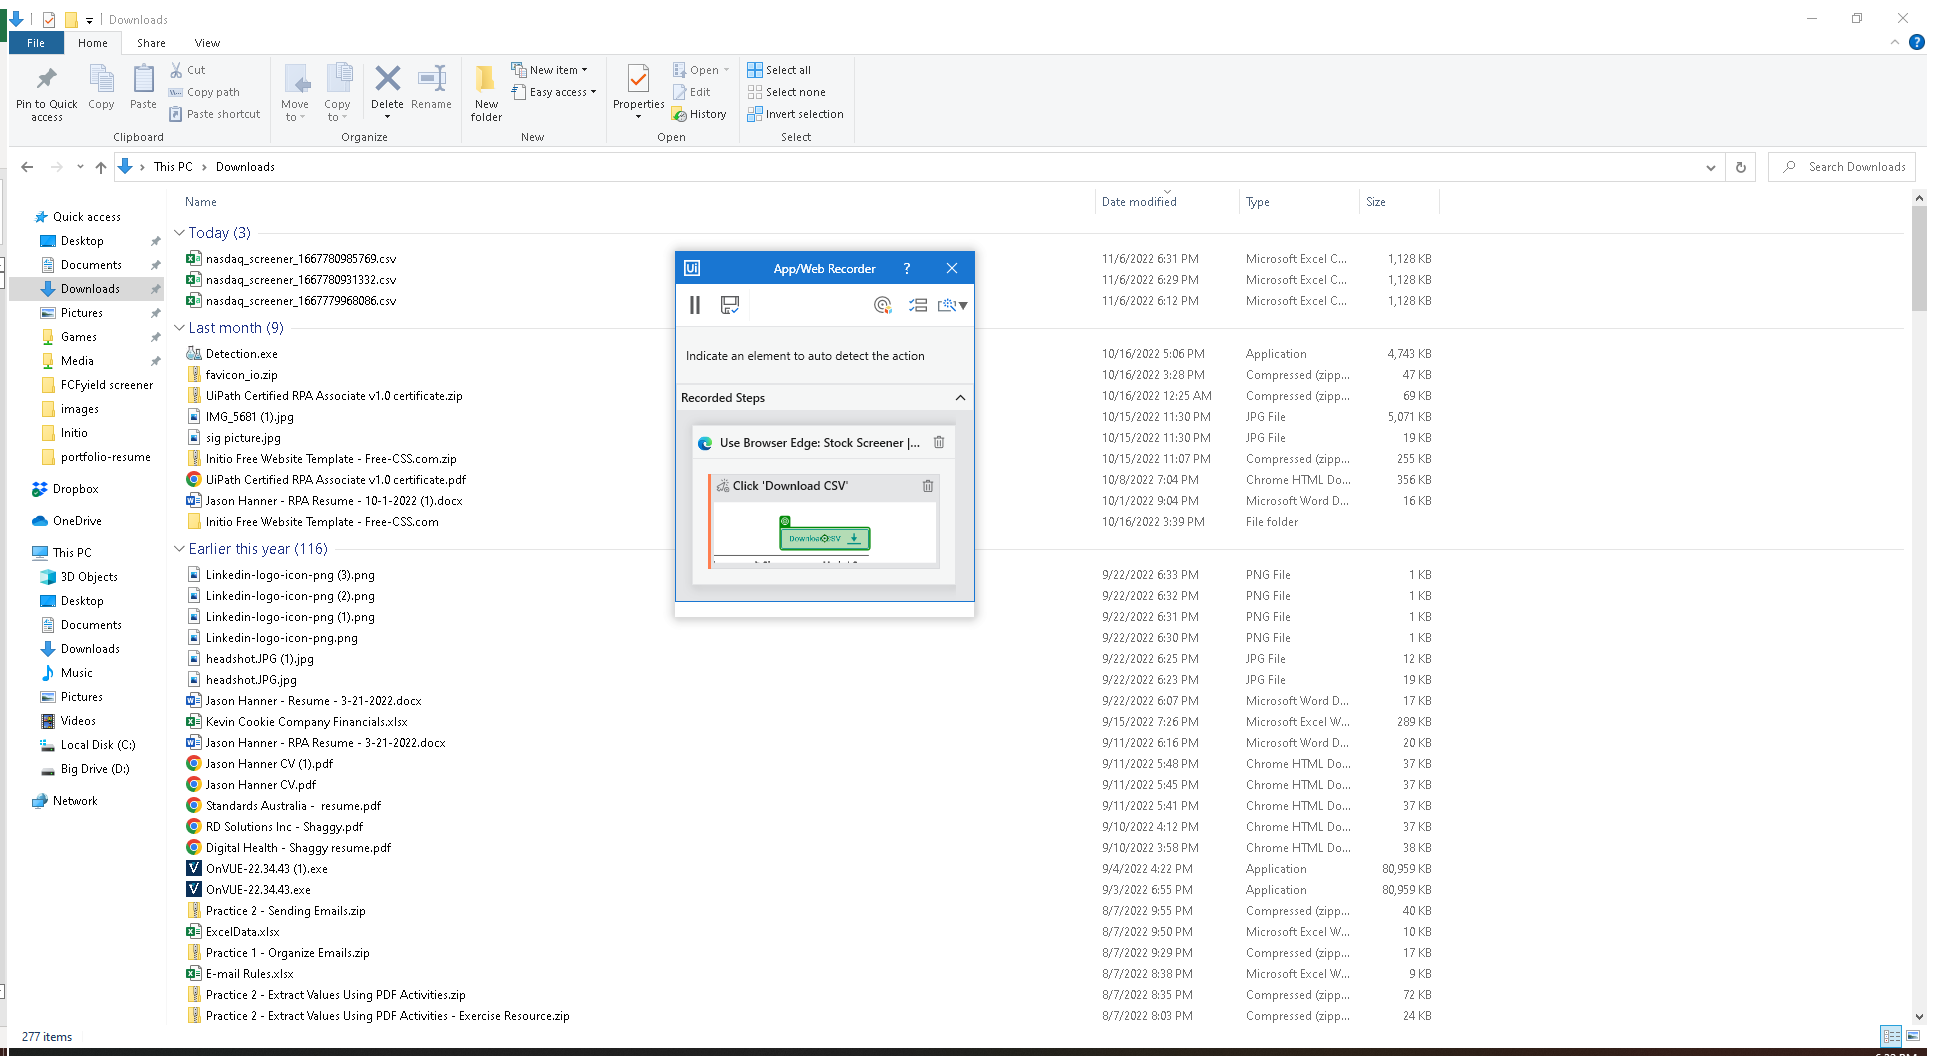 Downloads
File Home Share View
Pin to Quick access
Copy
Paste
Cut
Copy path
Paste shortcut
Clipboard
Move to
Copy to
Delete
Rename
Organize
New folder
New item
Easy access
New
Properties
Open
Edit
History
Open
Select all
Select none
Invert selection
Select
This PC > Downloads
Search Downloads
Quick access
Desktop
Documents
Downloads
Pictures
Games
Media
FCFyield screener
images
Initio
portfolio-resume
Dropbox
OneDrive
This PC
3D Objects
Desktop
Documents
Downloads
Music
Pictures
Videos
Local Disk (C:)
Big Drive (D:)
Network
Name Date modified Type Size
Today (3)
nasdaq_screener_1667780985769.csv 11/6/2022 6:31 PM Microsoft Excel C... 1,128 KB
nasdaq_screener_1667780931332.csv 11/6/2022 6:29 PM Microsoft Excel C... 1,128 KB
nasdaq_screener_1667779968086.csv 11/6/2022 6:12 PM Microsoft Excel C... 1,128 KB
Last month (9)
Detection.exe 10/16/2022 5:06 PM Application 4,743 KB
favicon_io.zip 10/16/2022 3:28 PM Compressed (zipp... 47 KB
UiPath Certified RPA Associate v1.0 certificate.zip 10/16/2022 12:25 AM Compressed (zipp... 69 KB
IMG_5681 (1).jpg 10/15/2022 11:30 PM JPG File 5,071 KB
sig picture.jpg 10/15/2022 11:30 PM JPG File 19 KB
Initio Free Website Template - Free-CSS.com.zip 10/15/2022 11:07 PM Compressed (zipp... 255 KB
UiPath Certified RPA Associate v1.0 certificate.pdf 10/8/2022 7:04 PM Chrome HTML Do... 356 KB
Jason Hanner - RPA Resume - 10-1-2022 (1).docx 10/1/2022 9:04 PM Microsoft Word D... 16 KB
Initio Free Website Template - Free-CSS.com 10/16/2022 3:39 PM File folder
Earlier this year (116)
Linkedin-logo-icon-png (3).png 9/22/2022 6:33 PM PNG File 1 KB
Linkedin-logo-icon-png (2).png 9/22/2022 6:32 PM PNG File 1 KB
Linkedin-logo-icon-png (1).png 9/22/2022 6:31 PM PNG File 1 KB
Linkedin-logo-icon-png.png 9/22/2022 6:30 PM PNG File 1 KB
headshot.JPG (1).jpg 9/22/2022 6:25 PM JPG File 12 KB
headshot.JPG.jpg 9/22/2022 6:23 PM JPG File 19 KB
Jason Hanner - Resume - 3-21-2022.docx 9/22/2022 6:07 PM Microsoft Word D... 17 KB
Kevin Cookie Company Financials.xlsx 9/15/2022 7:26 PM Microsoft Excel W... 289 KB
Jason Hanner - RPA Resume - 3-21-2022.docx 9/11/2022 6:16 PM Microsoft Word D... 20 KB
Jason Hanner CV (1).pdf 9/11/2022 5:48 PM Chrome HTML Do... 37 KB
Jason Hanner CV.pdf 9/11/2022 5:45 PM Chrome HTML Do... 37 KB
Standards Australia - resume.pdf 9/11/2022 5:41 PM Chrome HTML Do... 37 KB
RD Solutions Inc - Shaggy.pdf 9/10/2022 4:12 PM Chrome HTML Do... 37 KB
Digital Health - Shaggy resume.pdf 9/10/2022 3:58 PM Chrome HTML Do... 38 KB
OnVUE-22.34.43 (1).exe 9/4/2022 4:22 PM Application 80,959 KB
OnVUE-22.34.43.exe 9/3/2022 6:55 PM Application 80,959 KB
Practice 2 - Sending Emails.zip 8/7/2022 9:55 PM Compressed (zipp... 40 KB
ExcelData.xlsx 8/7/2022 9:50 PM Microsoft Excel W... 10 KB
Practice 1 - Organize Emails.zip 8/7/2022 9:29 PM Compressed (zipp... 17 KB
E-mail Rules.xlsx 8/7/2022 8:38 PM Microsoft Excel W... 9 KB
Practice 2 - Extract Values Using PDF Activities.zip 8/7/2022 8:35 PM Compressed (zipp... 72 KB
Practice 2 - Extract Values Using PDF Activities - Exercise Resource.zip 8/7/2022 8:03 PM Compressed (zipp... 24 KB
Ui App/Web Recorder ?
Indicate an element to auto detect the action
Recorded Steps
Use Browser Edge: Stock Screener |...
Click 'Download CSV'
277 items